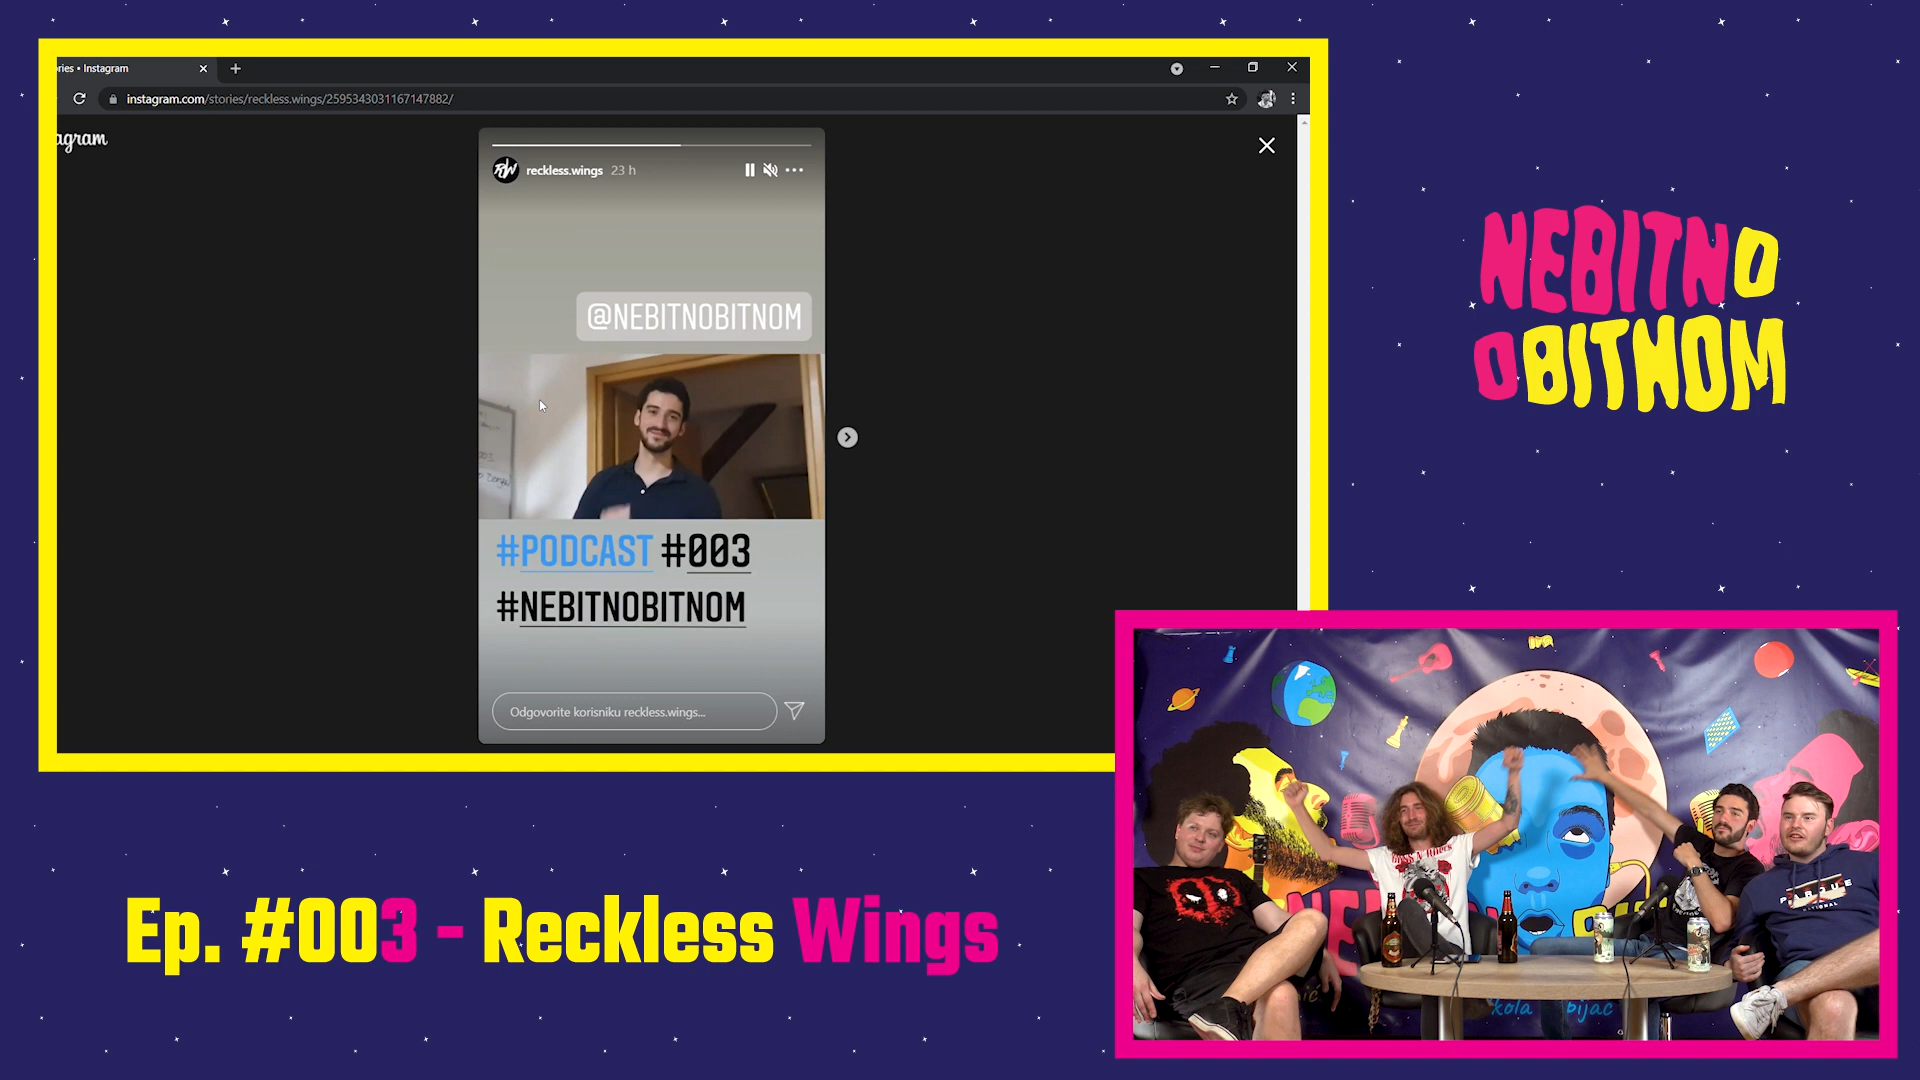 ries • Instagram
instagram.com/stories/reckless.wings/2595343031167147882/
agram
RW
reckless.wings 23 h
@NEBITNOBITNOM
#PODCAST #003
#NEBITNOBITNOM
Odgovorite korisniku reckless.wings...
NEBITNO
OBITNOM
Ep. #003 - Reckless Wings
kola bijac